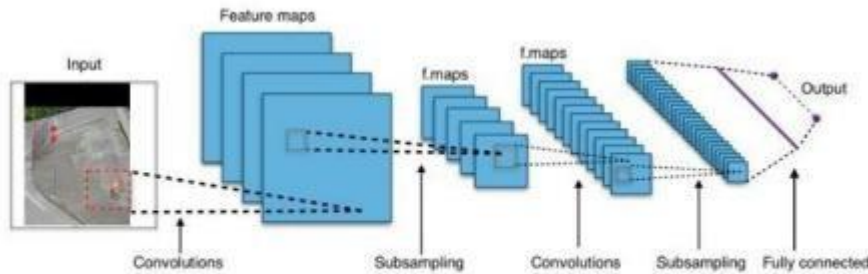 Feature maps
Input
f.maps
f.maps
Output
Convolutions
Subsampling
Convolutions
Subsampling
Fully connected